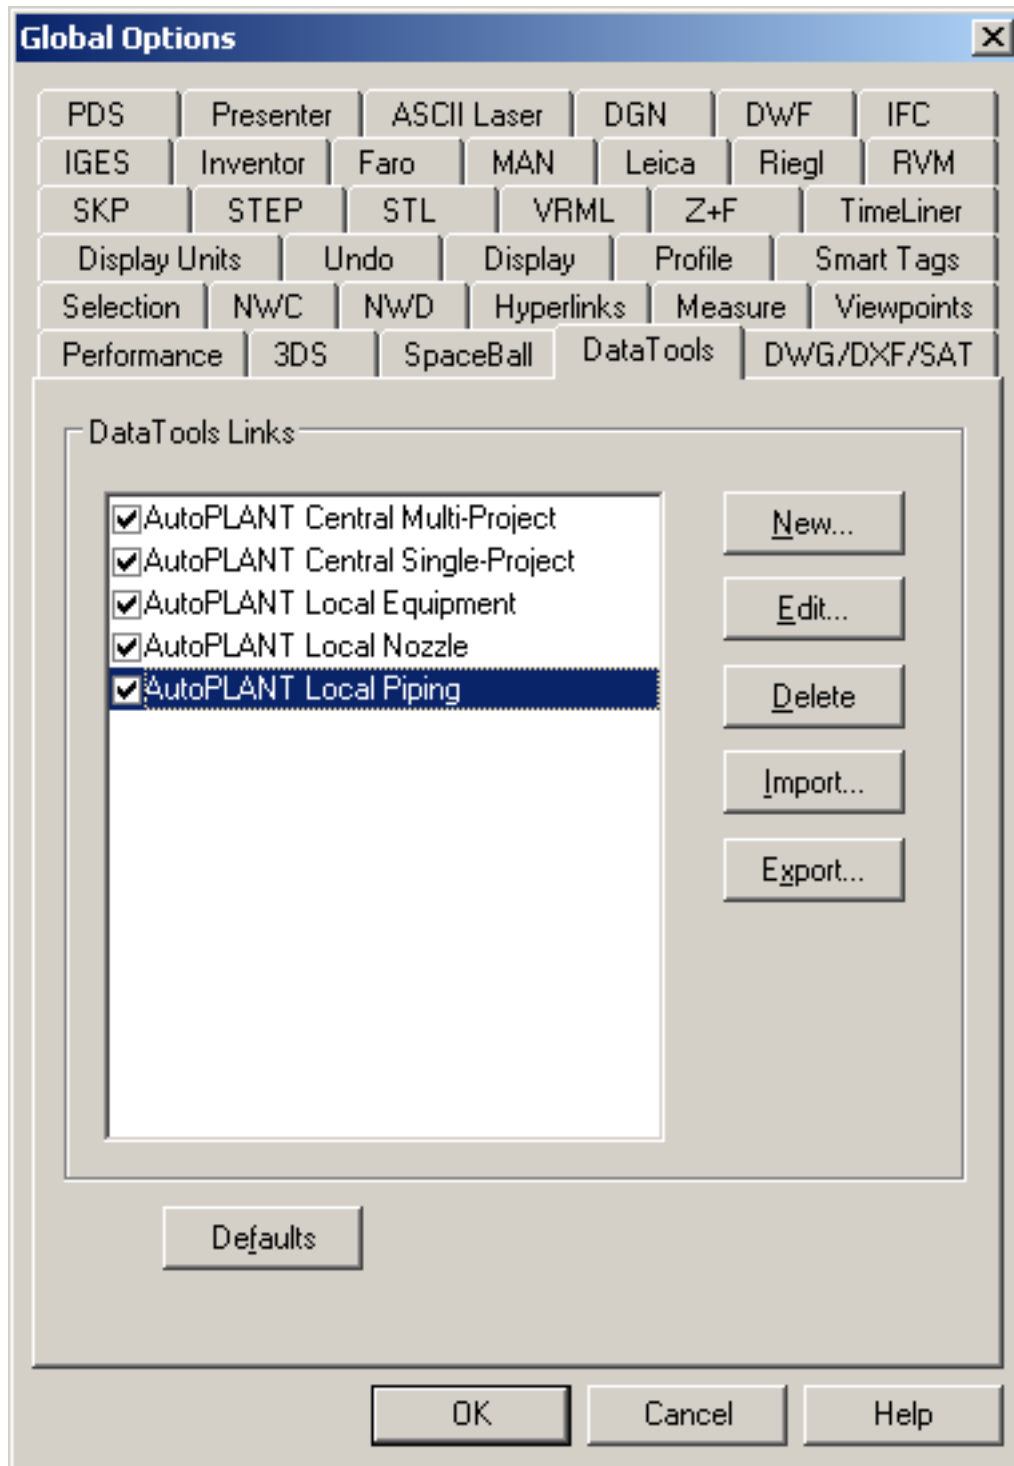 Global Options
PDS Presenter ASCII Laser DGN DWF IFC
IGES Inventor Faro MAN Leica Riegl RVM
SKP STEP STL VRML Z+F TimeLiner
Display Units Undo Display Profile Smart Tags
Selection NWC NWD Hyperlinks Measure Viewpoints
Performance 3DS SpaceBall DataTools DWG/DXF/SAT
DataTools Links
AutoPLANT Central Multi-Project
AutoPLANT Central Single-Project
AutoPLANT Local Equipment
AutoPLANT Local Nozzle
AutoPLANT Local Piping
New...
Edit...
Delete
Import...
Export...
Defaults
OK Cancel Help